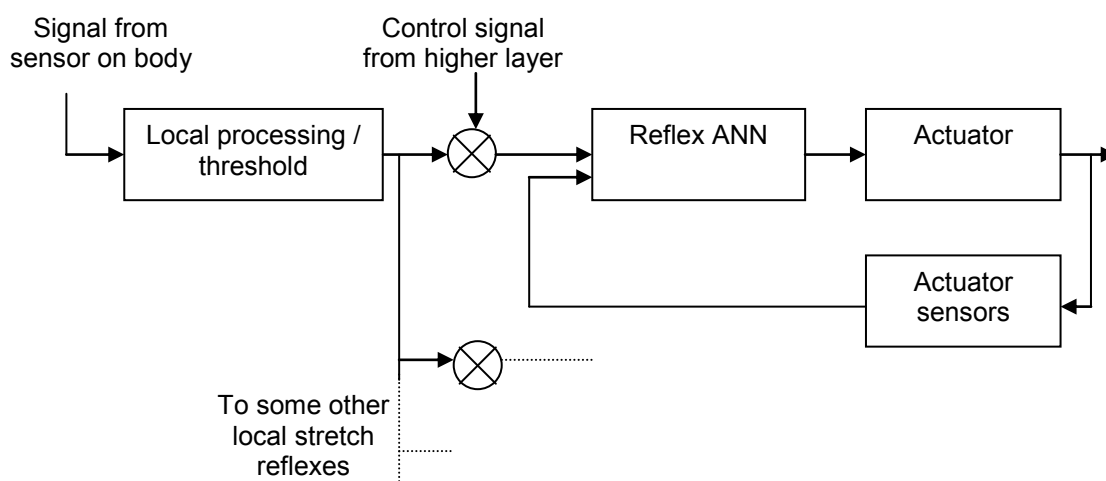 Signal from
sensor on body
Control signal
from higher layer
Local processing /
threshold
Reflex ANN
Actuator
Actuator
sensors
To some other
local stretch
reflexes